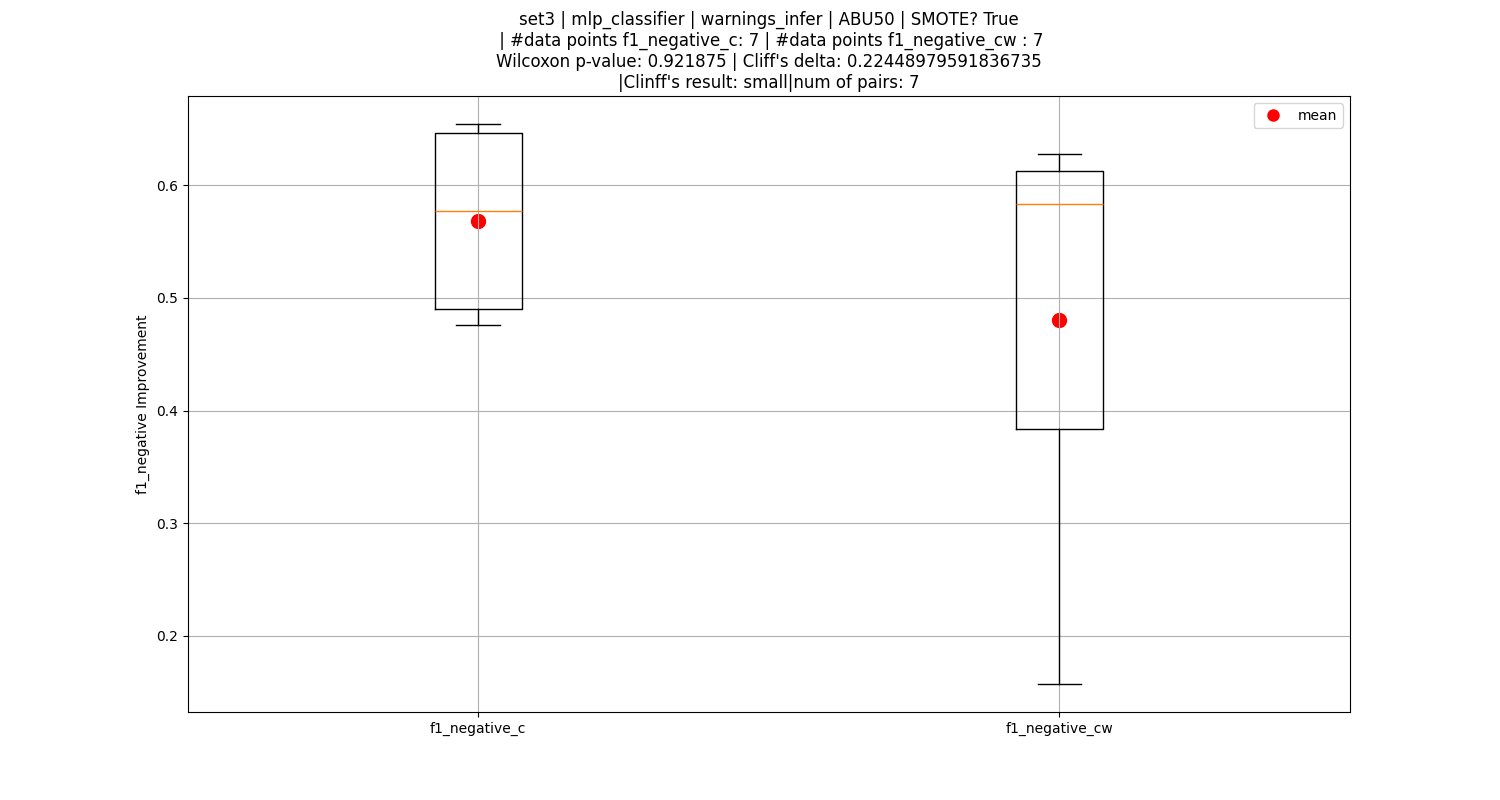 set3 | mlp_classifier | warnings_infer | ABU50 | SMOTE? True
| #data points f1_negative_c: 7 | #data points f1_negative_cw : 7
Wilcoxon p-value: 0.921875 | Cliff's delta: 0.22448979591836735
|Clinff's result: small|num of pairs: 7
mean
0.6
0.5
0.4
0.3
0.2
f1_negative Improvement
f1_negative_c
f1_negative_cw